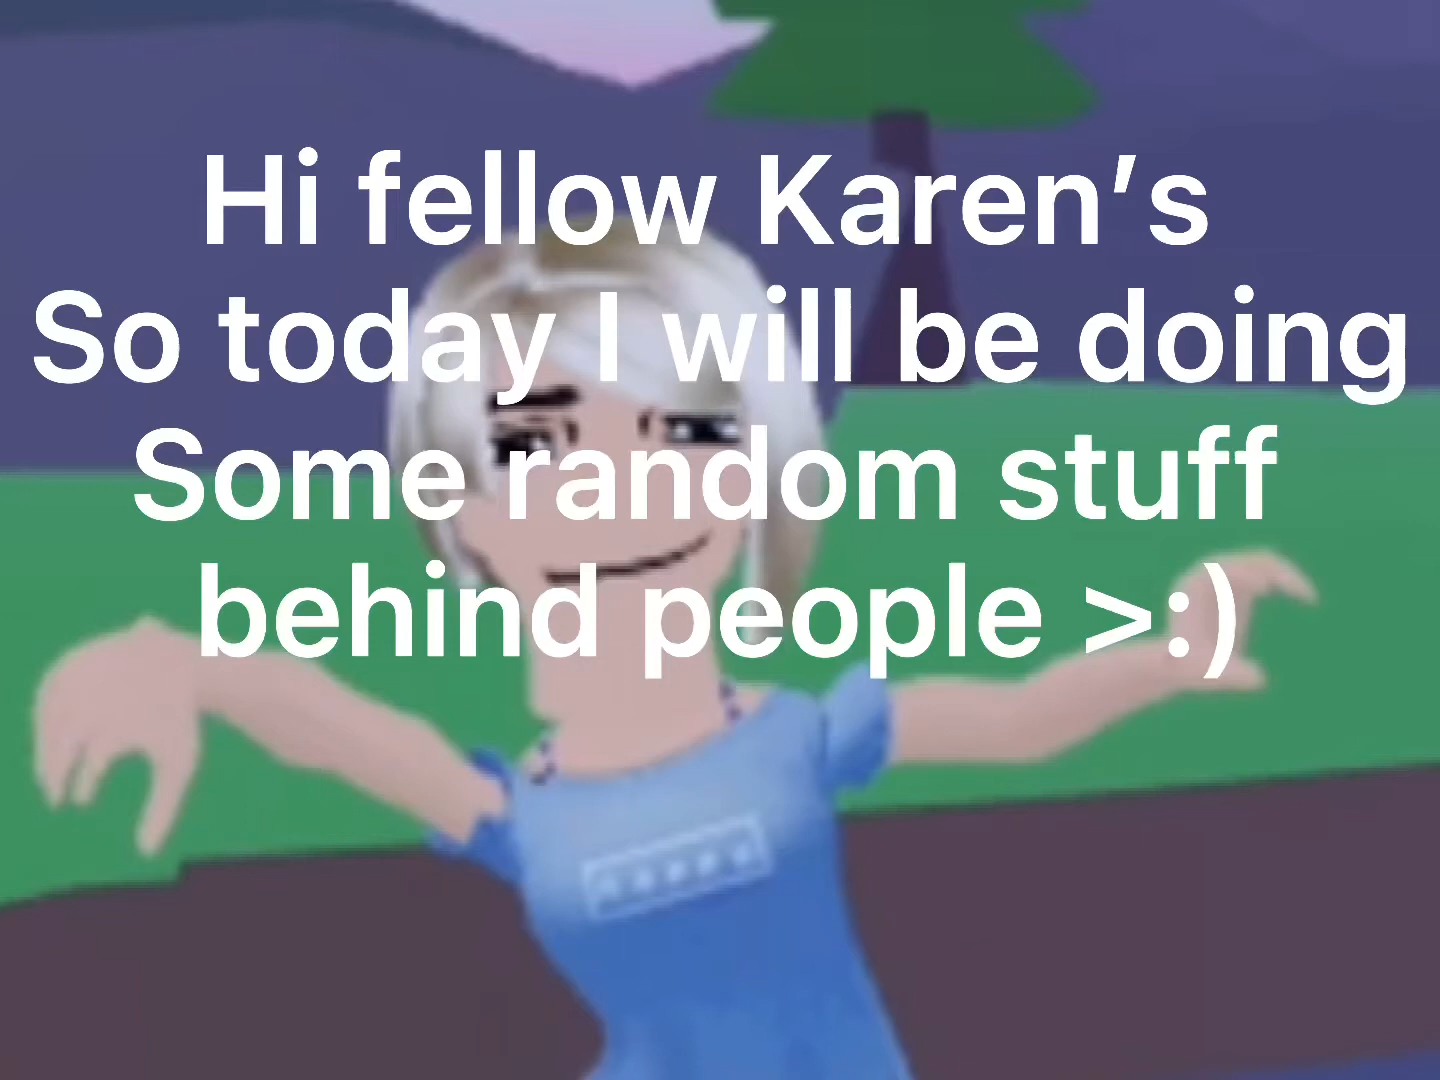 Hi fellow Karen’s
So today I will be doing
Some random stuff
behind people >:)